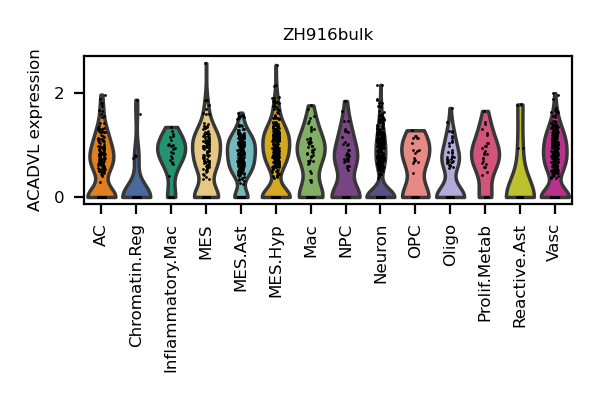 ZH916bulk
ACADVL expression
2
0
AC
Chromatin.Reg
Inflammatory.Mac
MES
MES.Ast
MES.Hyp
Mac
NPC
Neuron
OPC
Oligo
Prolif.Metab
Reactive.Ast
Vasc